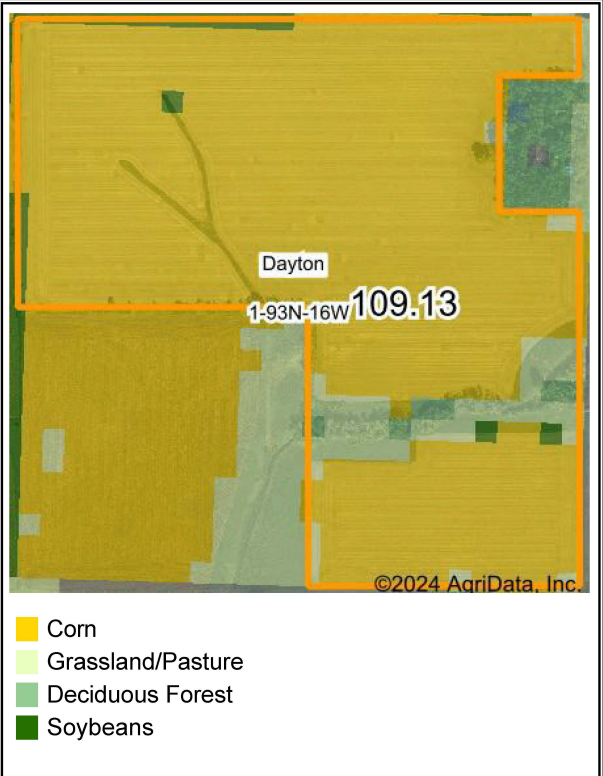 Dayton
1-93N-16W 109.13
©2024 AgriData, Inc.
Corn
Grassland/Pasture
Deciduous Forest
Soybeans